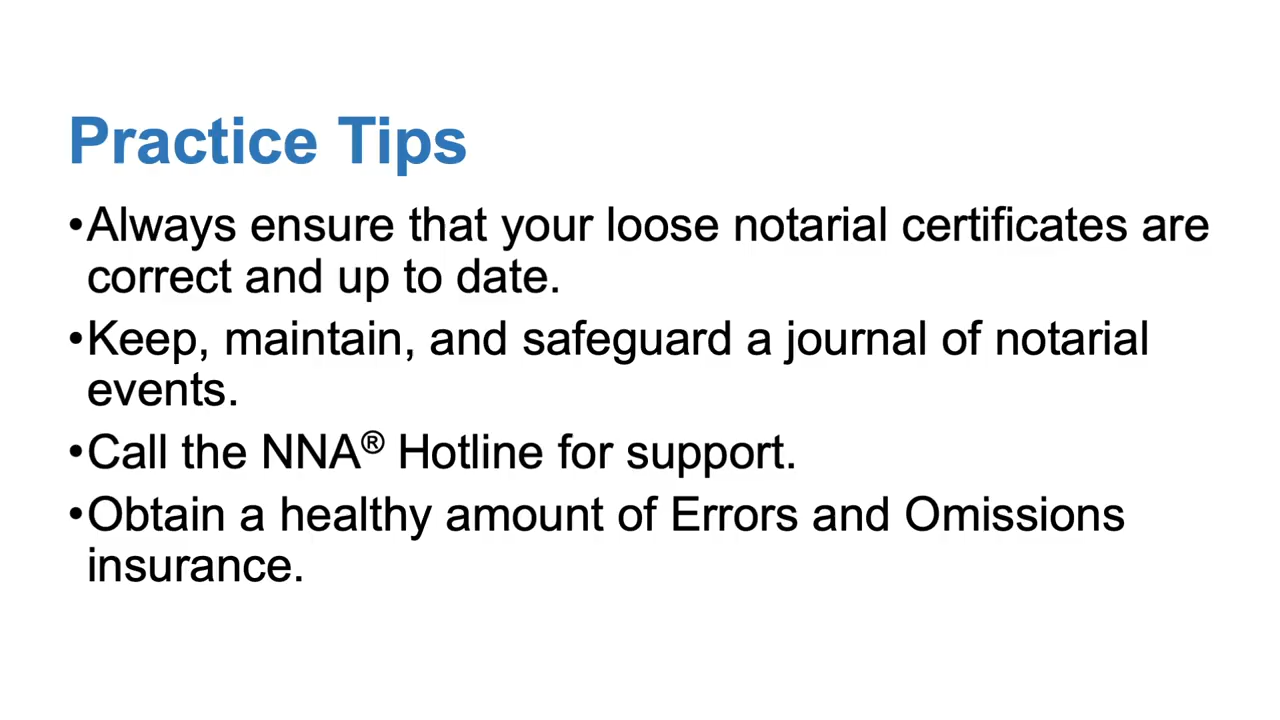 Practice Tips
•Always ensure that your loose notarial certificates are
correct and up to date.
•Keep, maintain, and safeguard a journal of notarial
events.
•Call the NNA® Hotline for support.
•Obtain a healthy amount of Errors and Omissions
insurance.